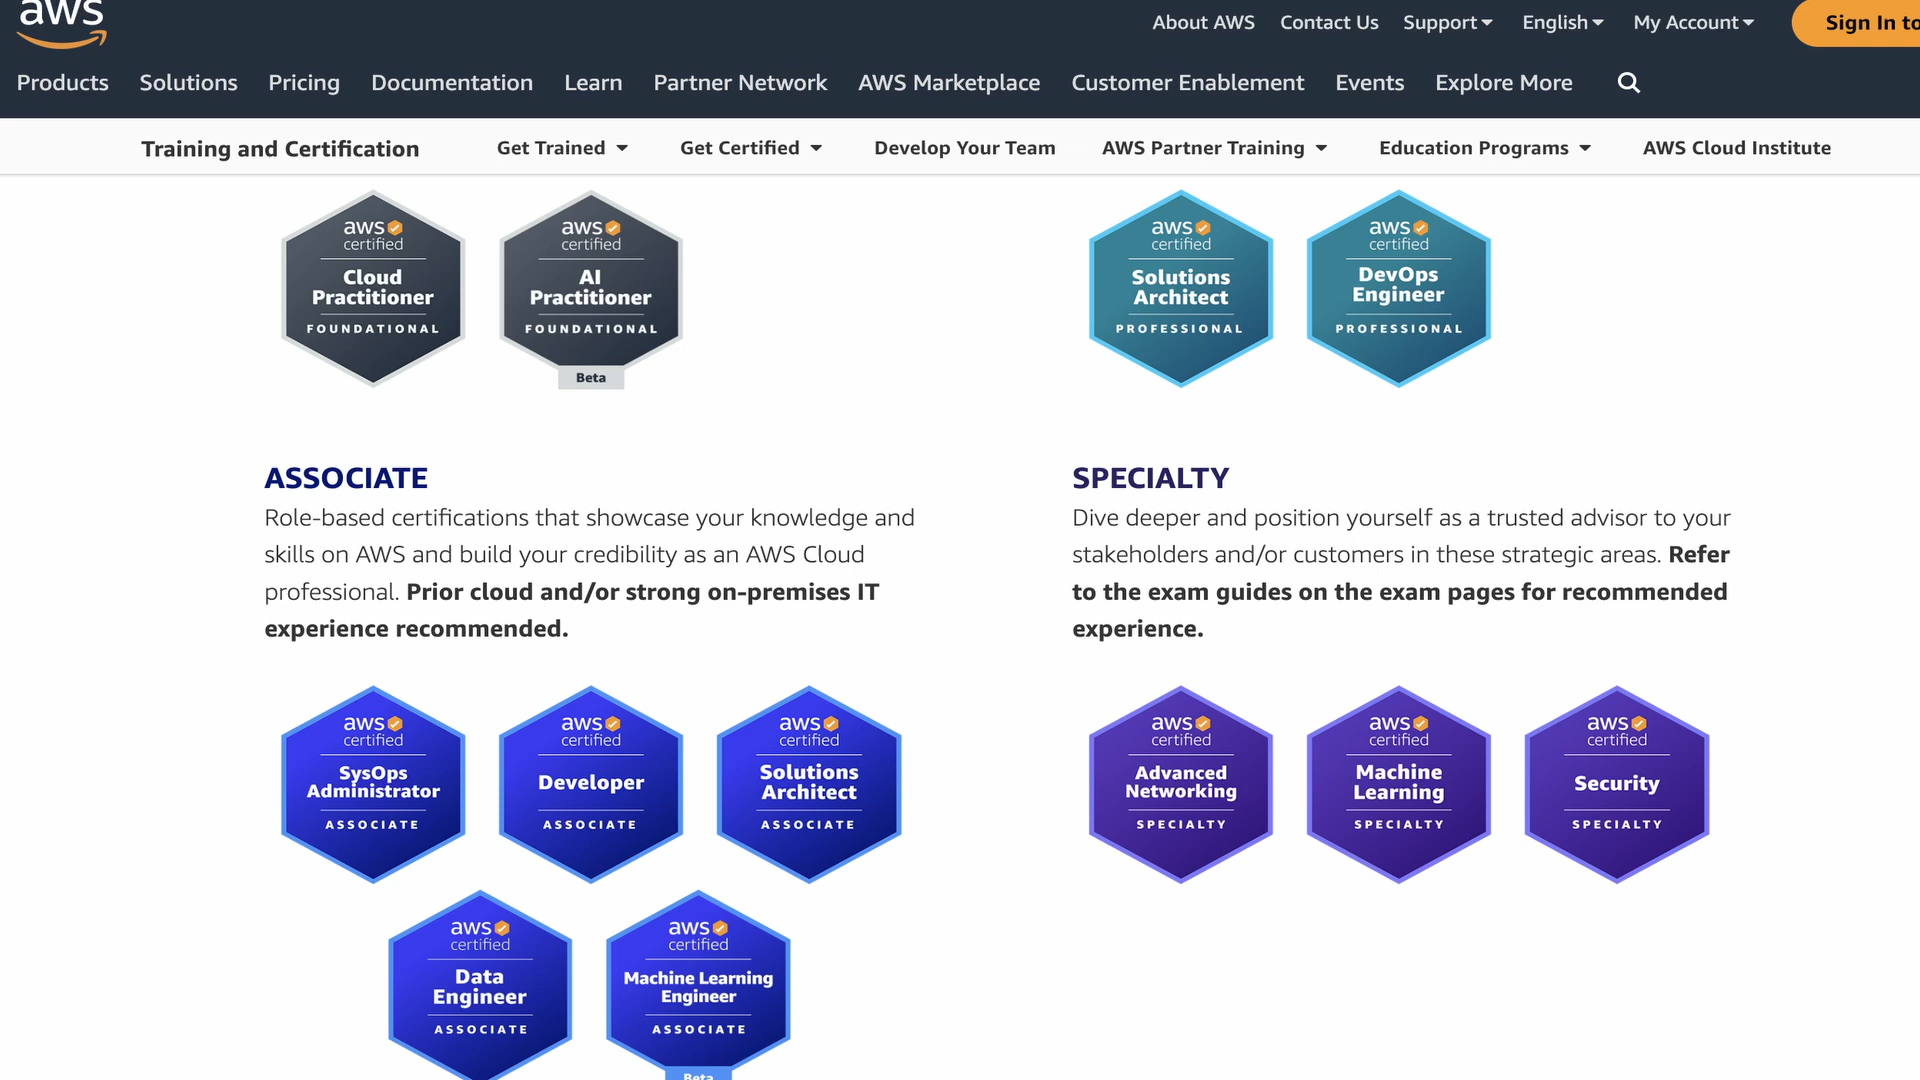 aws
About AWS
Contact Us
Support
English
My Account
Sign In to
Products
Solutions
Pricing
Documentation
Learn
Partner Network
AWS Marketplace
Customer Enablement
Events
Explore More
Training and Certification
Get Trained
Get Certified
Develop Your Team
AWS Partner Training
Education Programs
AWS Cloud Institute
aws
certified
Cloud
Practitioner
FOUNDATIONAL
aws
certified
AI
Practitioner
FOUNDATIONAL
Beta
aws
certified
Solutions
Architect
PROFESSIONAL
aws
certified
DevOps
Engineer
PROFESSIONAL
ASSOCIATE
Role-based certifications that showcase your knowledge and
skills on AWS and build your credibility as an AWS Cloud
professional. Prior cloud and/or strong on-premises IT
experience recommended.
SPECIALTY
Dive deeper and position yourself as a trusted advisor to your
stakeholders and/or customers in these strategic areas. Refer
to the exam guides on the exam pages for recommended
experience.
aws
certified
SysOps
Administrator
ASSOCIATE
aws
certified
Developer
ASSOCIATE
aws
certified
Solutions
Architect
ASSOCIATE
aws
certified
Advanced
Networking
SPECIALTY
aws
certified
Machine
Learning
SPECIALTY
aws
certified
Security
SPECIALTY
aws
certified
Data
Engineer
ASSOCIATE
aws
certified
Machine Learning
Engineer
ASSOCIATE
Beta